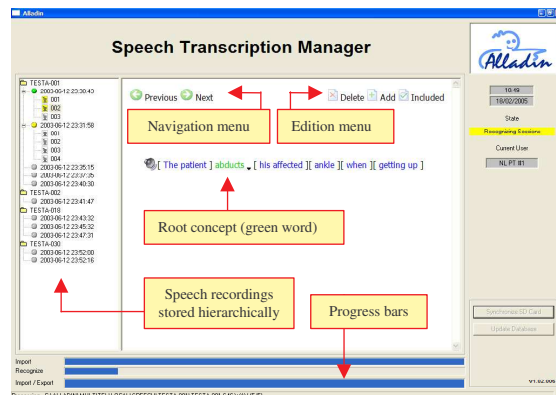 Alladin
Speech Transcription Manager
Alladin
TESTA-001
2003-06-12 23:30:43
001
002
003
2003-06-12 23:31:58
001
002
003
004
2003-06-12 23:35:15
2003-06-12 23:37:35
2003-06-12 23:40:30
TESTA-002
2003-06-12 23:41:47
TESTA-018
2003-06-12 23:43:32
2003-06-12 23:45:32
2003-06-12 23:47:31
TESTA-030
2003-06-12 23:52:00
2003-06-12 23:52:16
Previous Next Delete Add Included
Navigation menu Edition menu
[ The patient ] abducts [ his affected ][ ankle ][ when ][ getting up ]
Root concept (green word)
Speech recordings
stored hierarchically
Progress bars
18/02/2005
State
Recognizing Sessions
Current User
NL PT #1
Synchronise SD Card
Update Database
Import
Recognize
Import / Export